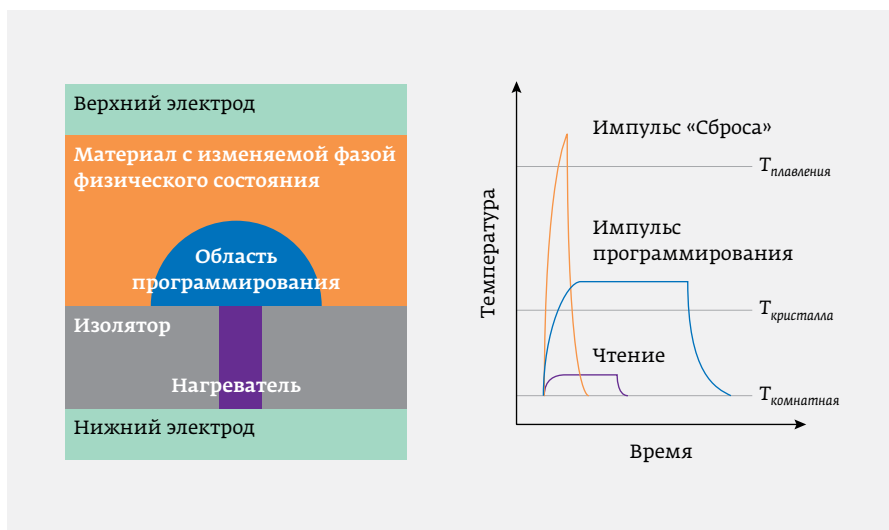 Верхний электрод
Материал с изменяемой фазой
физического состояния
Область
программирования
Изолятор
Нагреватель
Нижний электрод
Температура
Импульс «Сброса»
Tплавления
Импульс
программирования
Tкристалла
Чтение
Tкомнатная
Время